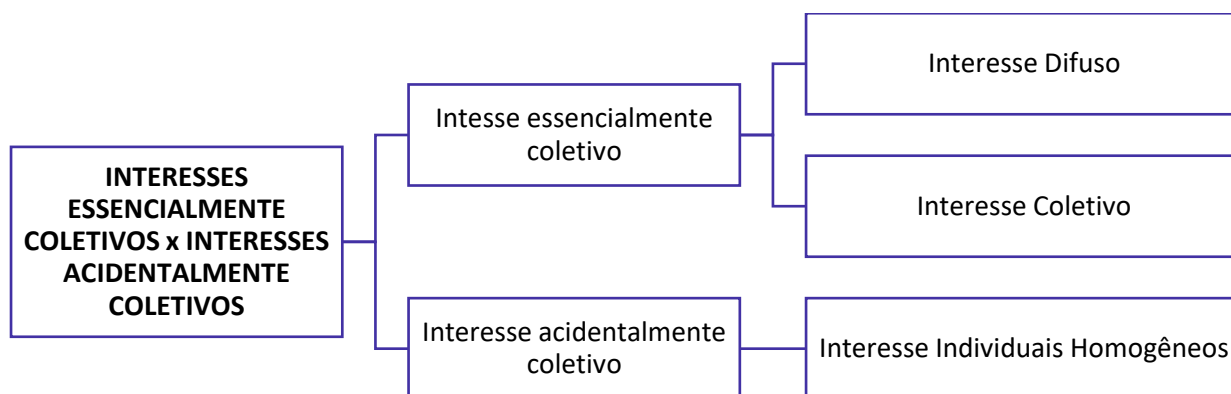 INTERESSES
ESSENCIALMENTE
COLETIVOS x INTERESSES
ACIDENTALMENTE
COLETIVOS
Intesse essencialmente
coletivo
Interesse Difuso
Interesse Coletivo
Interesse acidentalmente
coletivo
Interesse Individuais Homogêneos